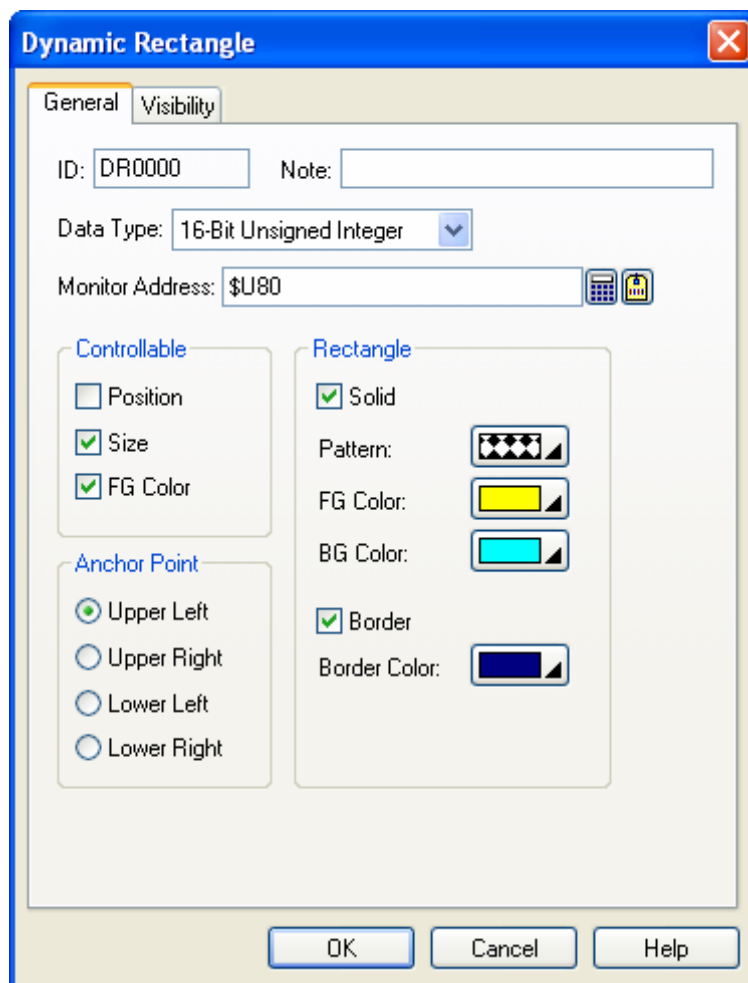 Dynamic Rectangle
General Visibility
ID: DR0000 Note:
Data Type: 16-Bit Unsigned Integer
Monitor Address: $U80
Controllable
Position
Size
FG Color
Rectangle
Solid
Pattern:
FG Color:
BG Color:
Border
Border Color:
Anchor Point
Upper Left
Upper Right
Lower Left
Lower Right
OK Cancel Help